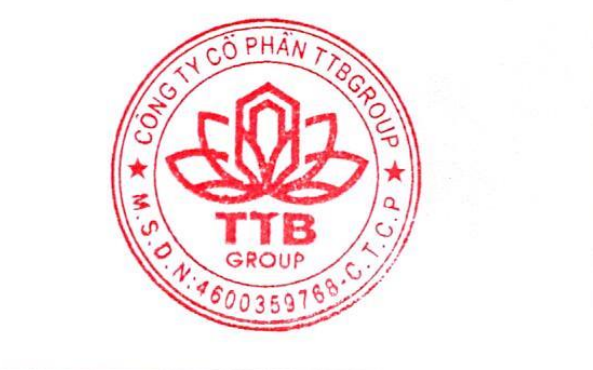 CÔNG TY CỔ PHẦN TTBGROUP
TTB
GROUP
M.S.D.N:4600359768-C.T.C.P